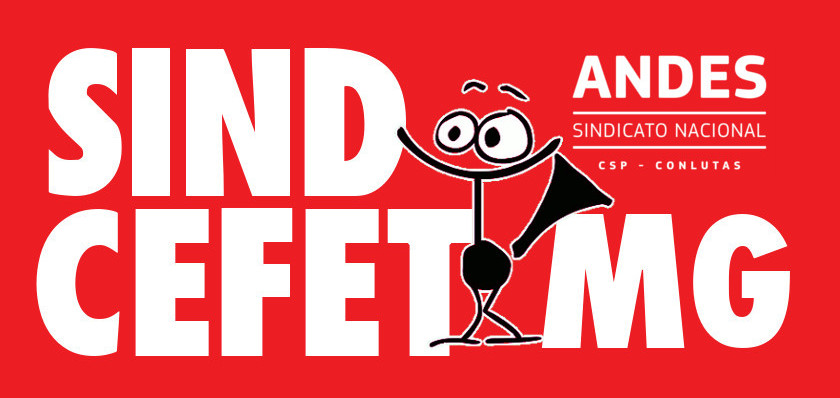 SIND
CEFET MG
ANDES
SINDICATO NACIONAL
CSP - CONLUTAS